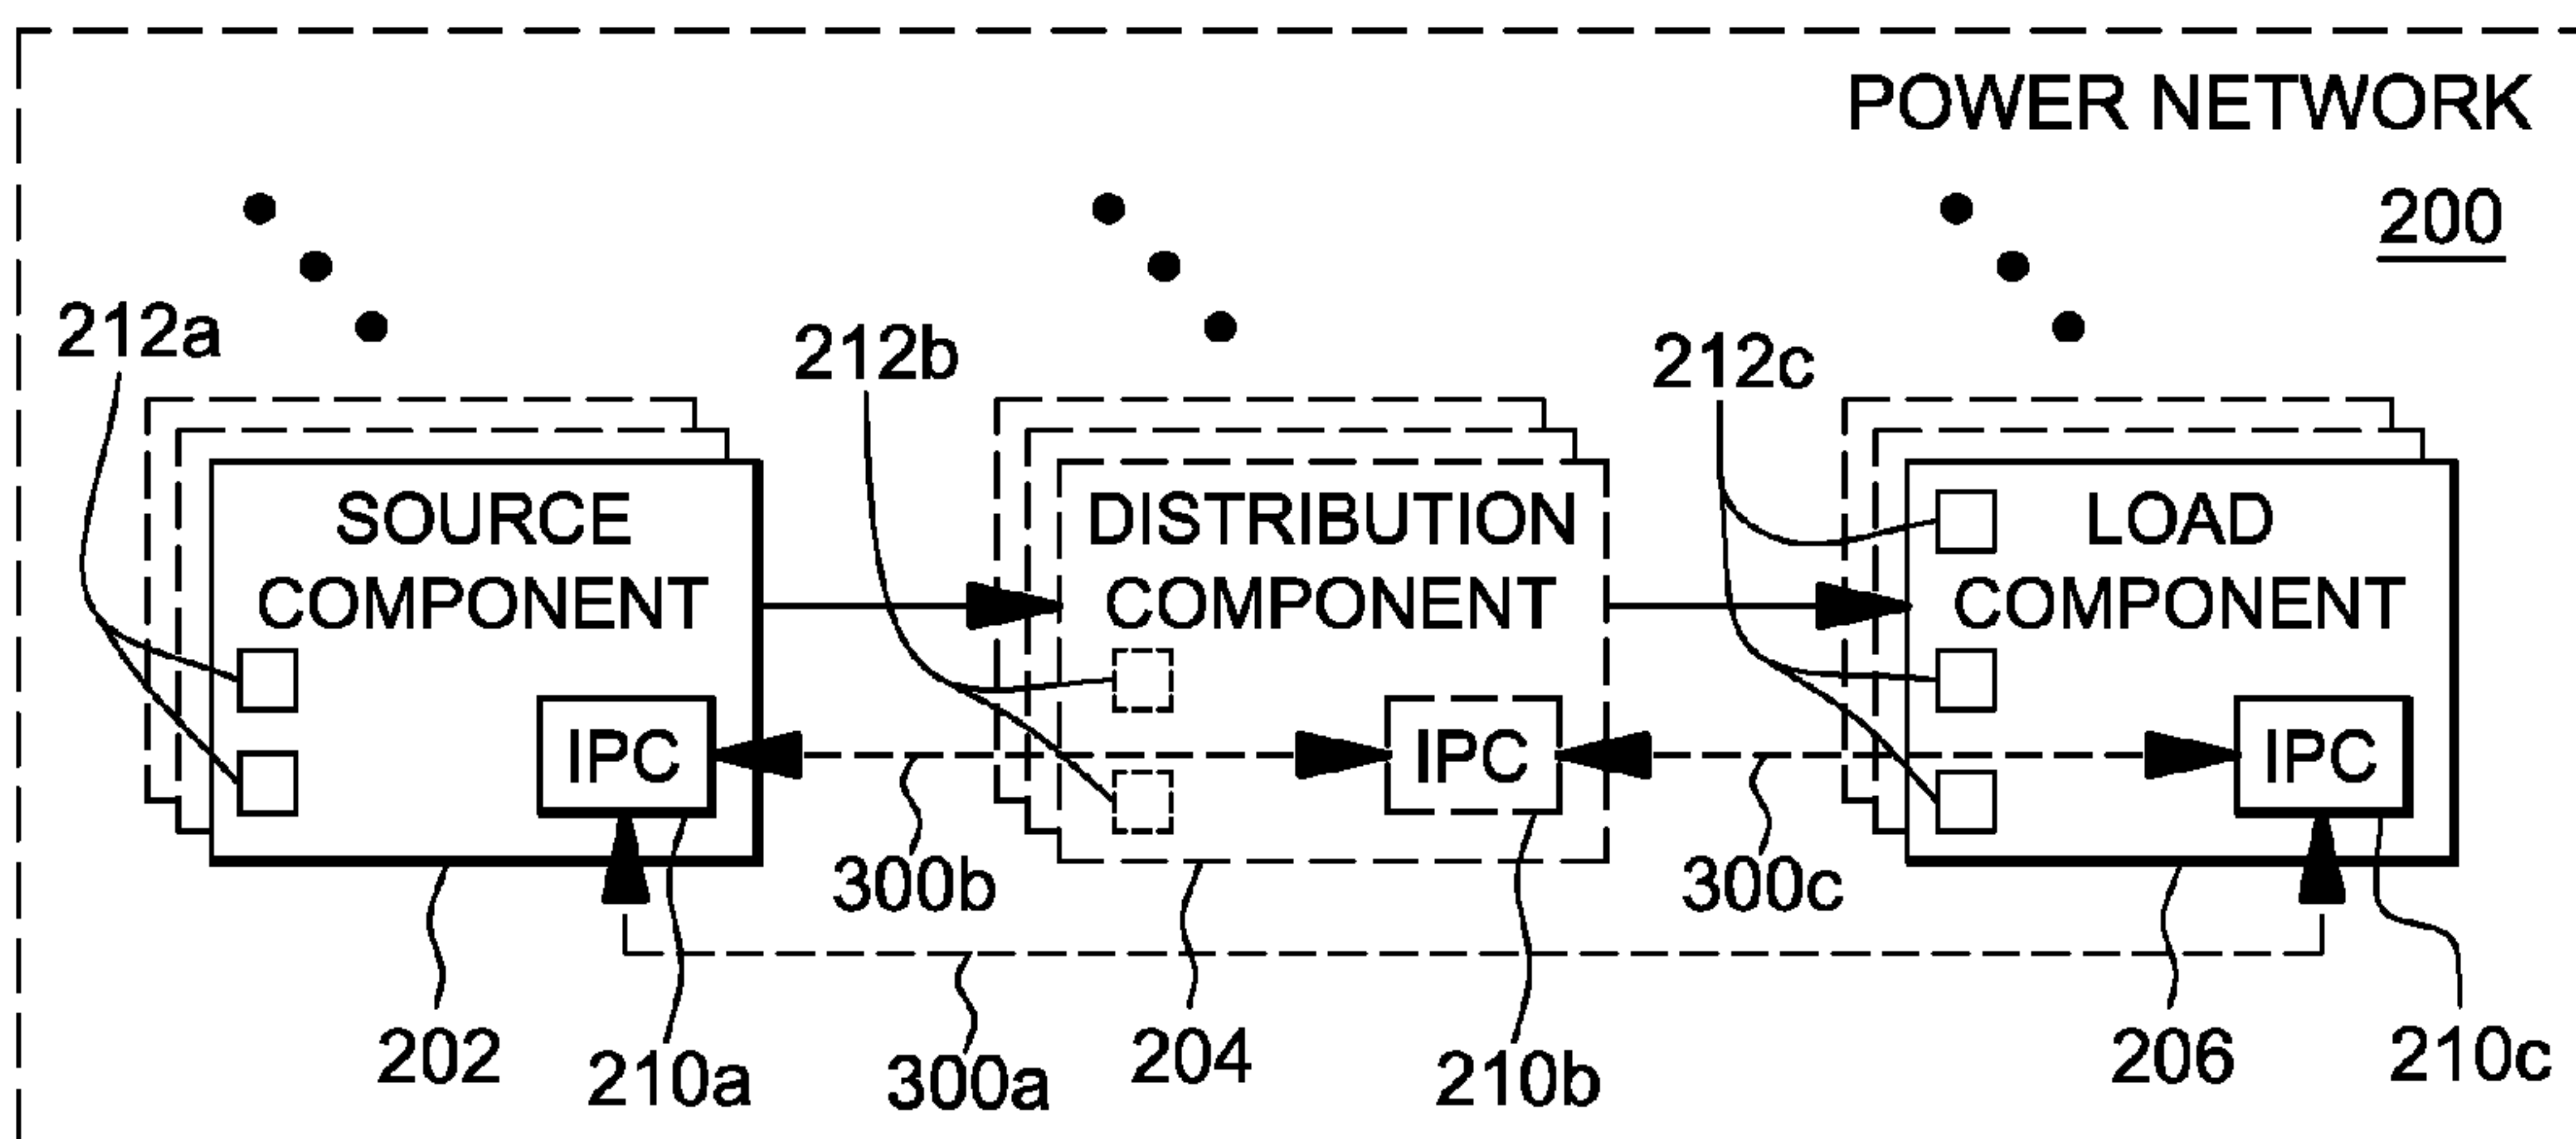 POWER NETWORK
200
212a
212b
212c
SOURCE
COMPONENT
DISTRIBUTION
COMPONENT
LOAD
COMPONENT
IPC
IPC
IPC
300b
300c
202
210a
300a
204
210b
206
210c